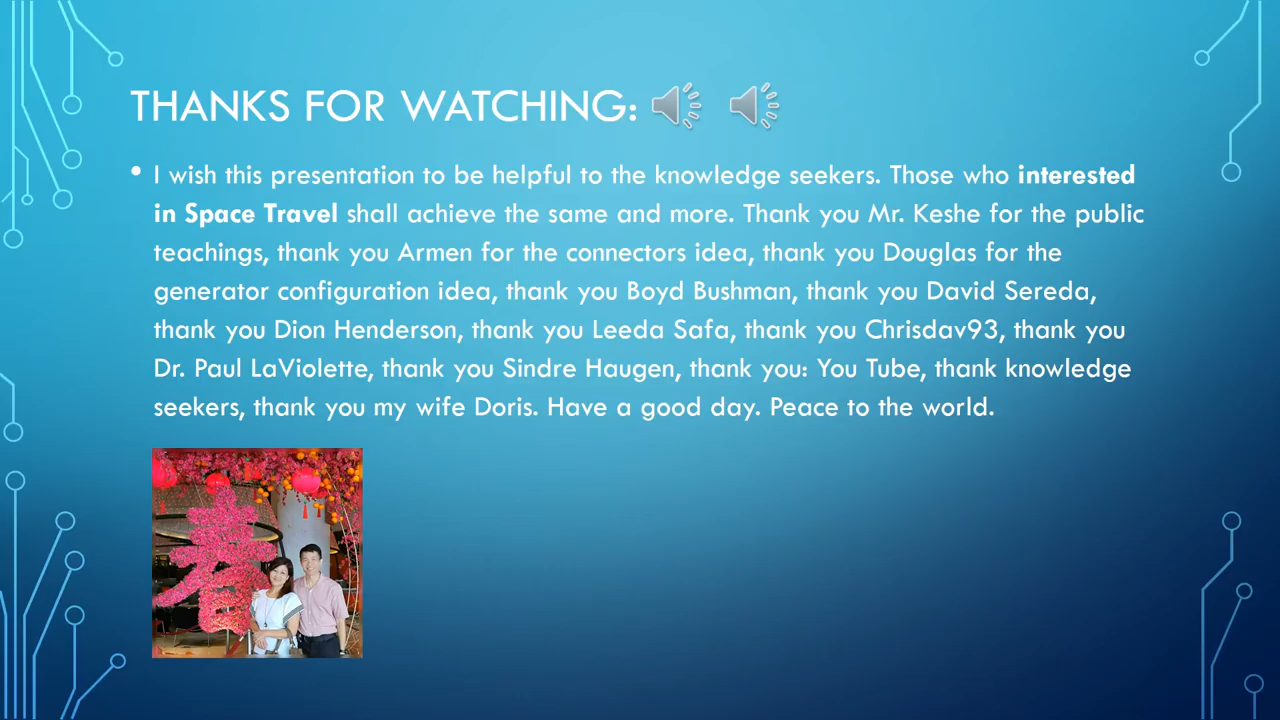 THANKS FOR WATCHING:
• I wish this presentation to be helpful to the knowledge seekers. Those who interested
in Space Travel shall achieve the same and more. Thank you Mr. Keshe for the public
teachings, thank you Armen for the connectors idea, thank you Douglas for the
generator configuration idea, thank you Boyd Bushman, thank you David Sereda,
thank you Dion Henderson, thank you Leeda Safa, thank you Chrisdav93, thank you
Dr. Paul LaViolette, thank you Sindre Haugen, thank you: You Tube, thank knowledge
seekers, thank you my wife Doris. Have a good day. Peace to the world.
春